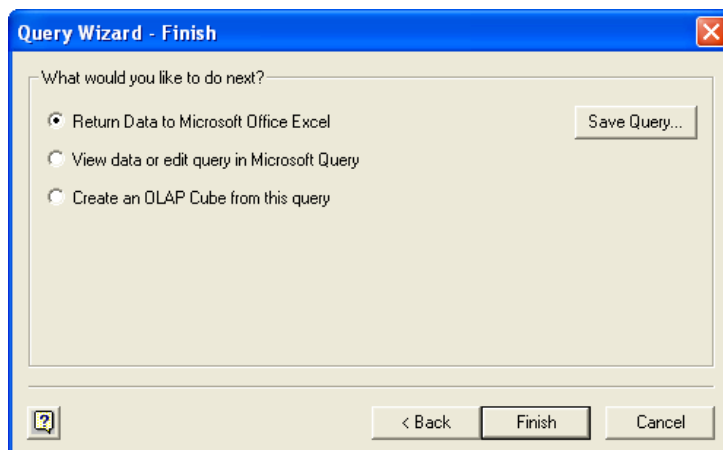 Query Wizard - Finish
What would you like to do next?
Return Data to Microsoft Office Excel
Save Query...
View data or edit query in Microsoft Query
Create an OLAP Cube from this query
?
< Back
Finish
Cancel